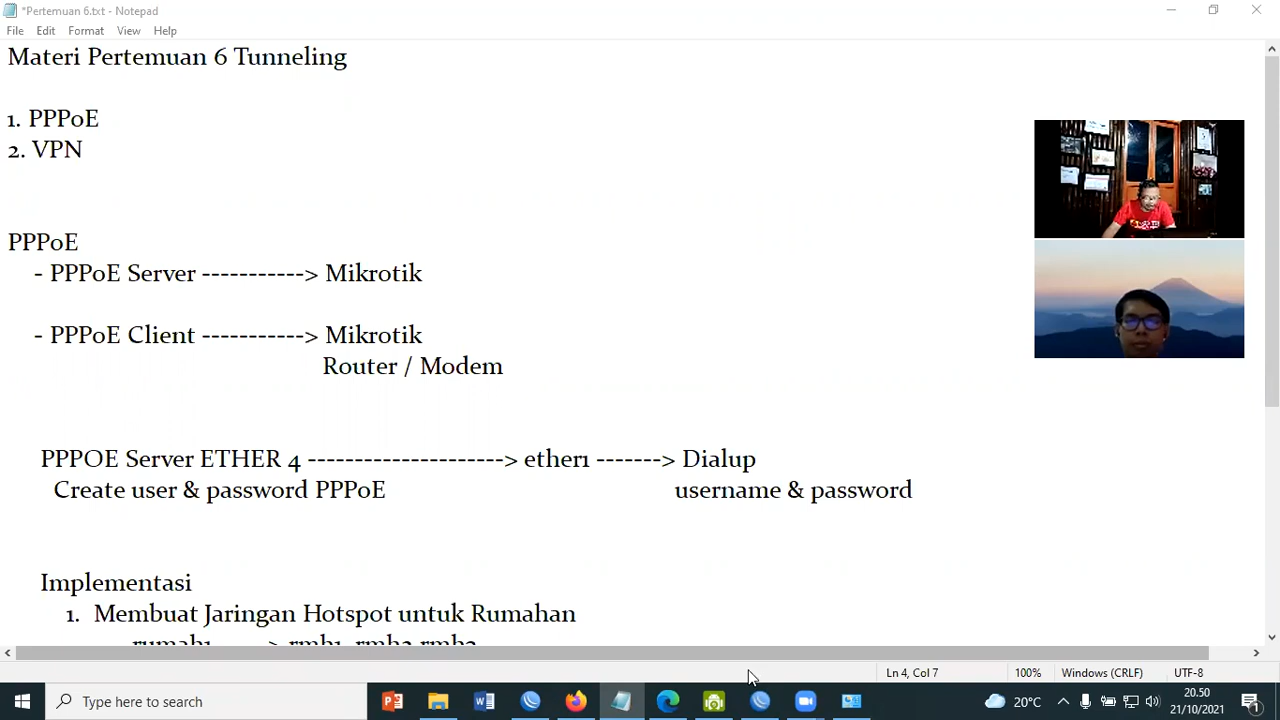 *Pertemuan 6.txt - Notepad
File Edit Format View Help
Materi Pertemuan 6 Tunneling
1. PPPoE
2. VPN
PPPoE
- PPPoE Server -----------> Mikrotik
- PPPoE Client -----------> Mikrotik
Router / Modem
PPPOE Server ETHER 4 ---------------------> ether1 -------> Dialup
Create user & password PPPoE username & password
Implementasi
1. Membuat Jaringan Hotspot untuk Rumahan
Ln 4, Col 7 100% Windows (CRLF) UTF-8
Type here to search 20°C 20.50
21/10/2021 1